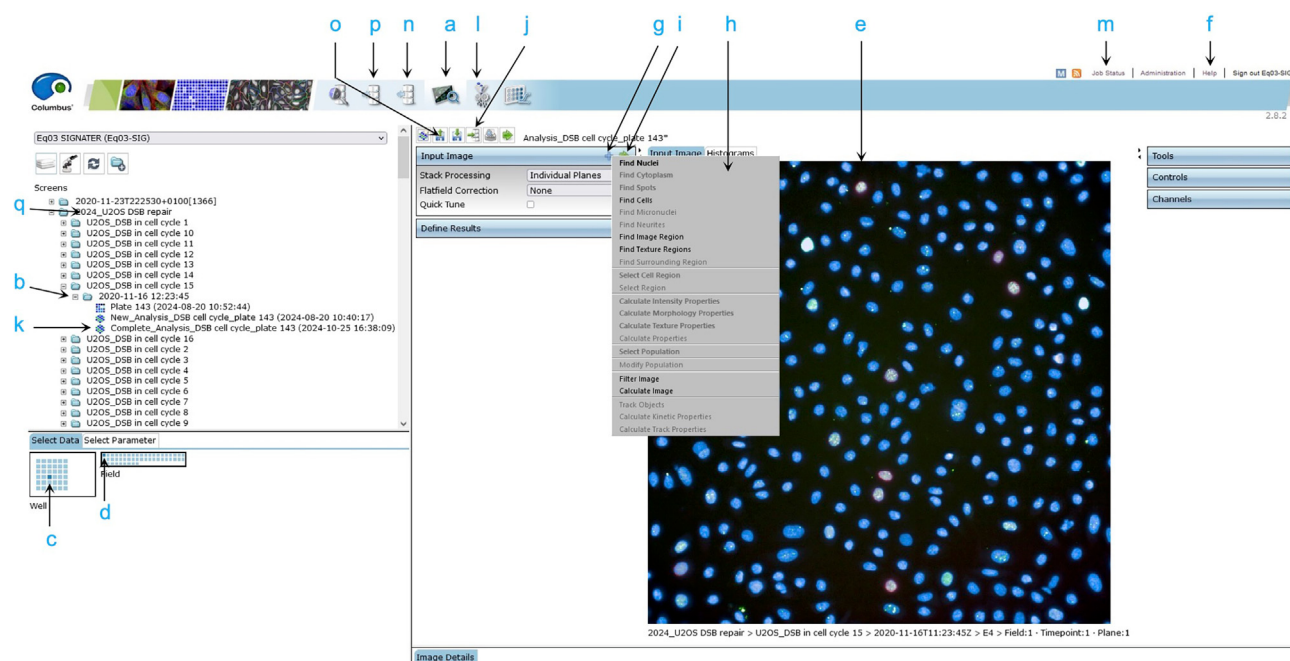 o p n a l j g i h e m f
Columbus
M Job Status | Administration | Help | Sign out Eq03-SIG
2.8.2
Eq03 SIGNATER (Eq03-SIG)
Analysis_DSB cell cycle_plate 143*
Input Image
Stack Processing Individual Planes
Flatfield Correction None
Quick Tune
Define Results
Input Image Histograms
Find Nuclei
Find Cytoplasm
Find Spots
Find Cells
Find Micronuclei
Find Neurites
Find Image Region
Find Texture Regions
Find Surrounding Region
Select Cell Region
Select Region
Calculate Intensity Properties
Calculate Morphology Properties
Calculate Texture Properties
Calculate Properties
Select Population
Modify Population
Filter Image
Calculate Image
Track Objects
Calculate Kinetic Properties
Calculate Track Properties
Tools
Controls
Channels
Screens
2020-11-23T222530+0100[1366]
q 2024_U2OS DSB repair
U2OS_DSB in cell cycle 1
U2OS_DSB in cell cycle 10
U2OS_DSB in cell cycle 11
U2OS_DSB in cell cycle 12
U2OS_DSB in cell cycle 13
U2OS_DSB in cell cycle 14
U2OS_DSB in cell cycle 15
b 2020-11-16 12:23:45
Plate 143 (2024-08-20 10:52:44)
New_Analysis_DSB cell cycle_plate 143 (2024-08-20 10:40:17)
k Complete_Analysis_DSB cell cycle_plate 143 (2024-10-25 16:38:09)
U2OS_DSB in cell cycle 16
U2OS_DSB in cell cycle 2
U2OS_DSB in cell cycle 3
U2OS_DSB in cell cycle 4
U2OS_DSB in cell cycle 5
U2OS_DSB in cell cycle 6
U2OS_DSB in cell cycle 7
U2OS_DSB in cell cycle 8
U2OS_DSB in cell cycle 9
Select Data Select Parameter
Field
Well
d
c
2024_U2OS DSB repair > U2OS_DSB in cell cycle 15 > 2020-11-16T11:23:45Z > E4 > Field:1 · Timepoint:1 · Plane:1
Image Details